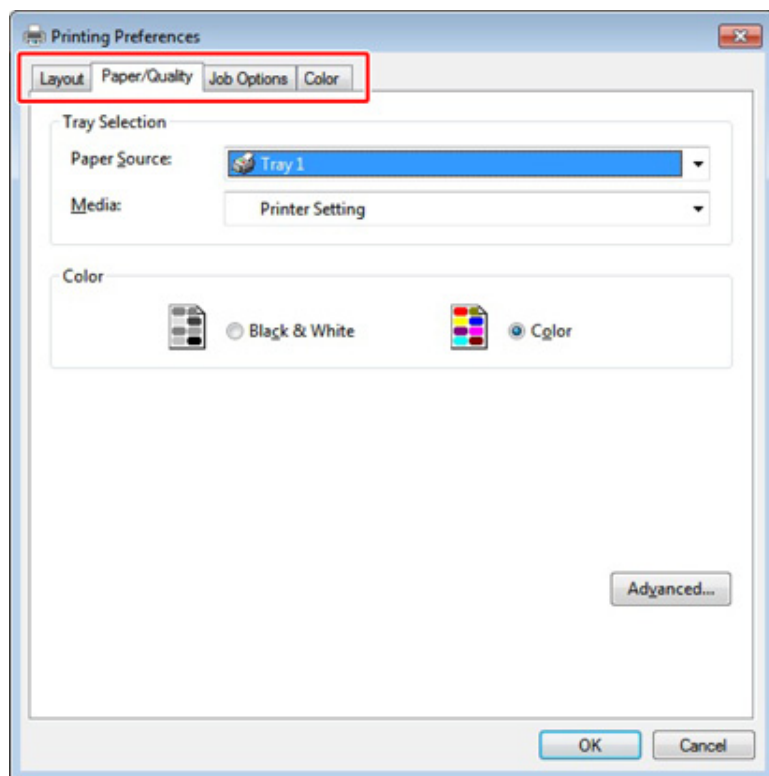 Printing Preferences
Layout Paper/Quality Job Options Color
Tray Selection
Paper Source: Tray 1
Media: Printer Setting
Color
Black & White Color
Advanced...
OK Cancel